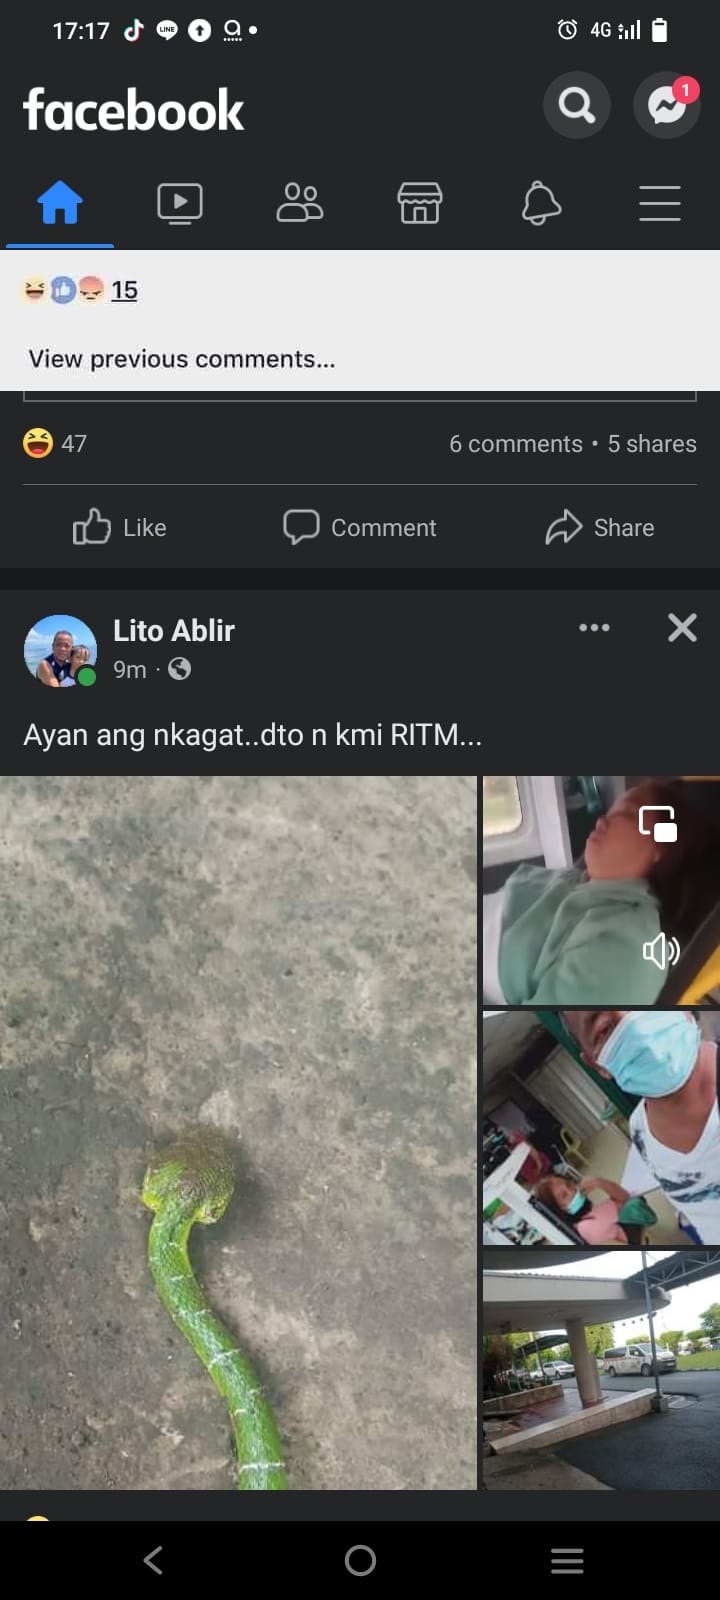 17:17 LINE 4G
facebook
1
15
View previous comments...
47 6 comments • 5 shares
Like Comment Share
Lito Ablir
9m ·
Ayan ang nkagat..dto n kmi RITM...